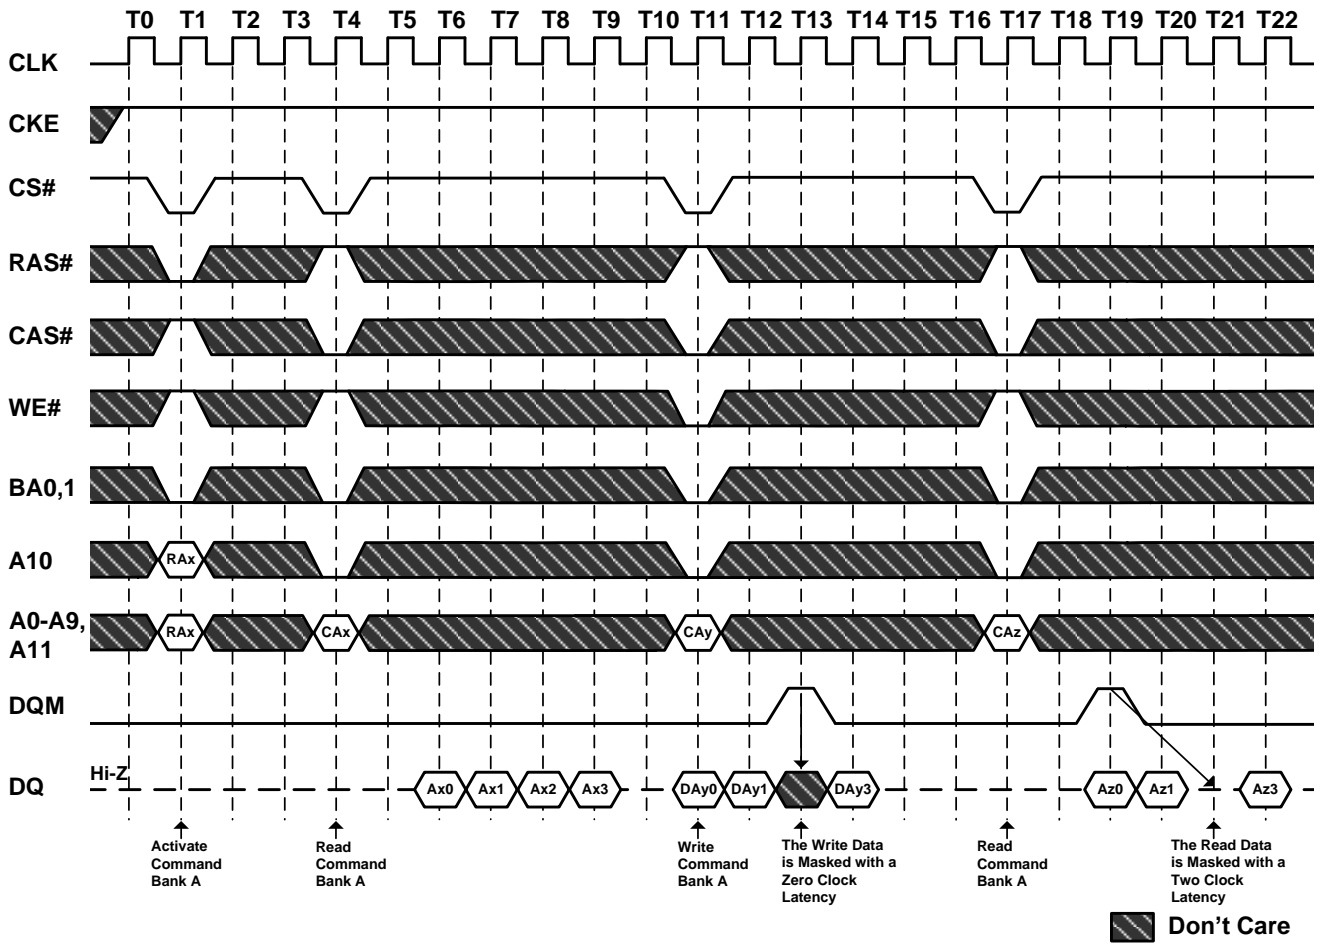 T0 T1 T2 T3 T4 T5 T6 T7 T8 T9 T10 T11 T12 T13 T14 T15 T16 T17 T18 T19 T20 T21 T22
CLK
CKE
CS#
RAS#
CAS#
WE#
BA0,1
A10
RAx
A0-A9,
A11
RAx CAx CAy CAz
DQM
DQ
Hi-Z
Ax0 Ax1 Ax2 Ax3 DAy0 DAy1 DAy3 Az0 Az1 Az3
Activate
Command
Bank A
Read
Command
Bank A
Write
Command
Bank A
The Write Data
is Masked with a
Zero Clock
Latency
Read
Command
Bank A
The Read Data
is Masked with a
Two Clock
Latency
Don't Care